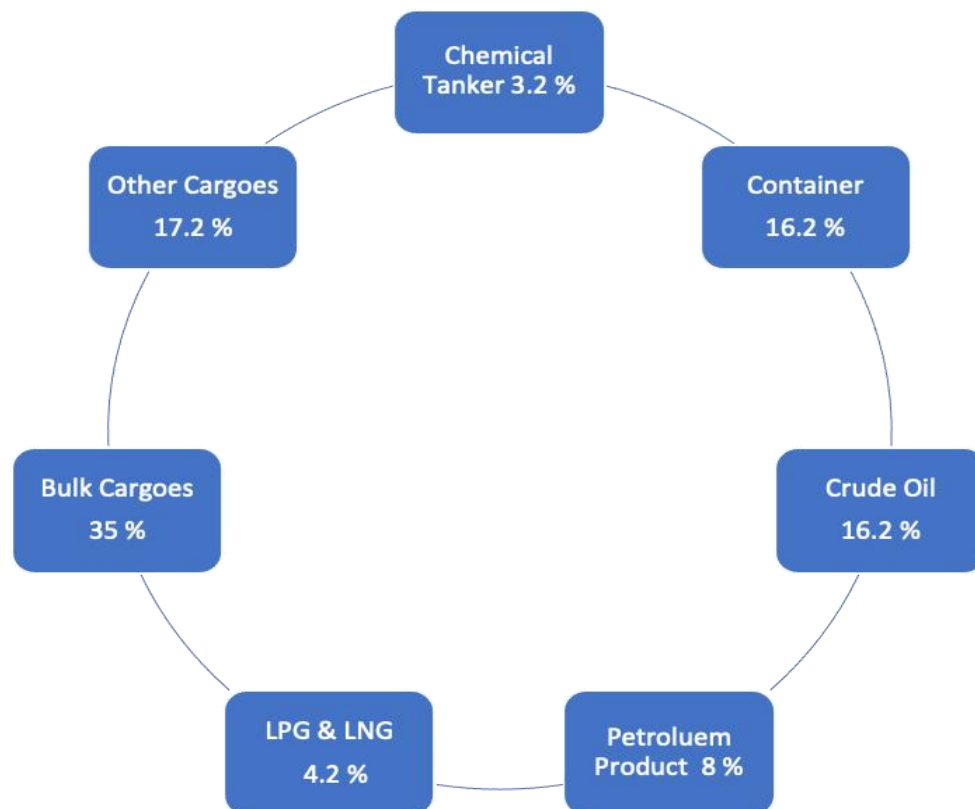 Chemical
Tanker 3.2 %
Container
16.2 %
Crude Oil
16.2 %
Petroluem
Product  8 %
LPG & LNG
4.2 %
Bulk Cargoes
35 %
Other Cargoes
17.2 %